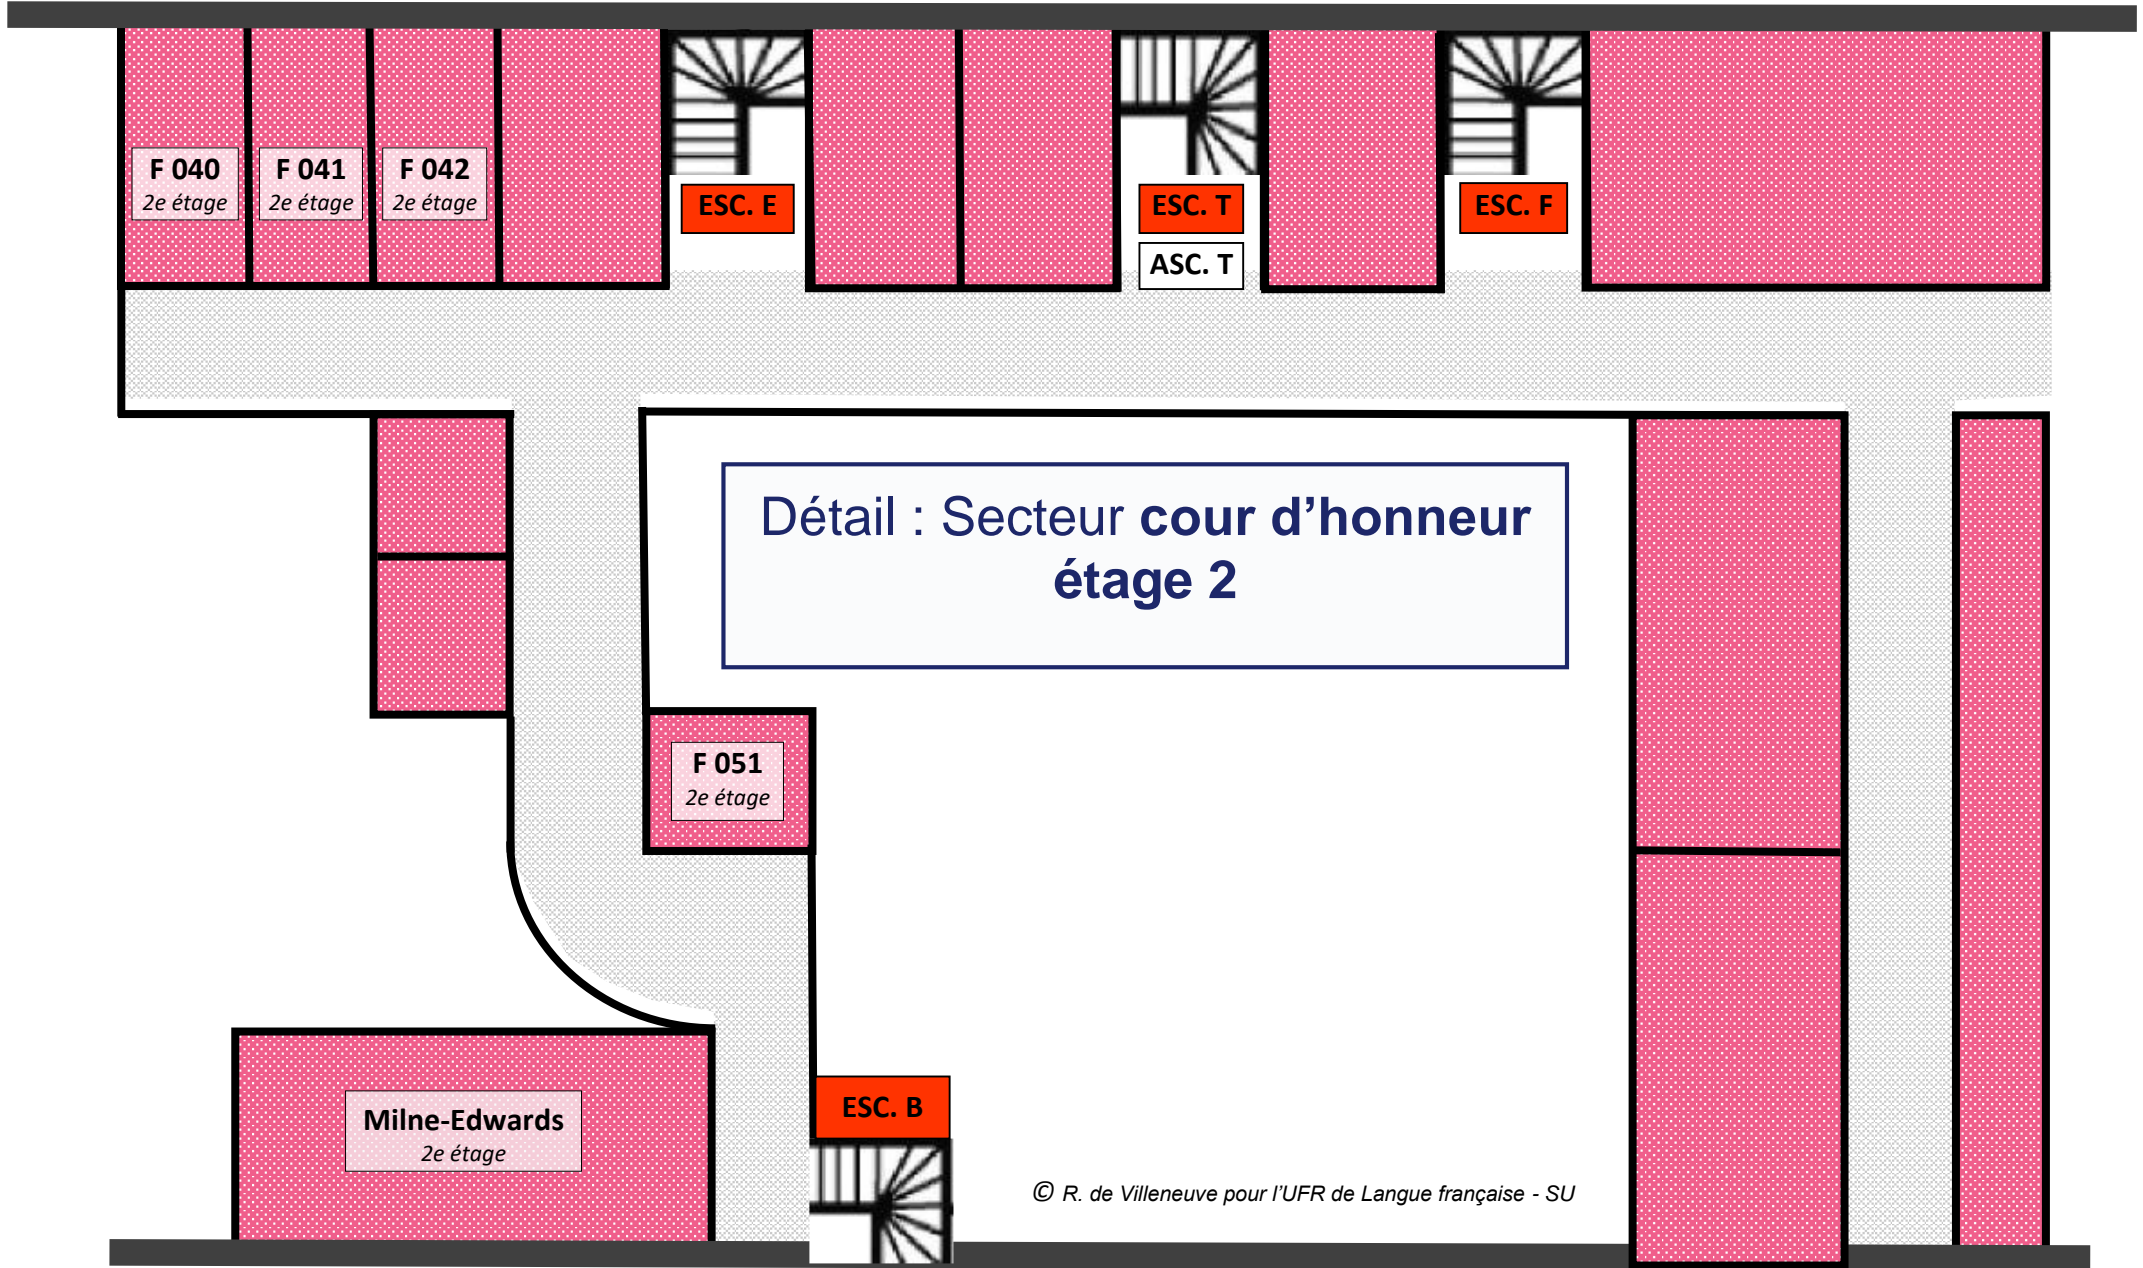 F 040
2e étage
F 041
2e étage
F 042
2e étage
ESC. E
ESC. T
ASC. T
ESC. F
Détail : Secteur cour d’honneur
étage 2
F 051
2e étage
Milne-Edwards
2e étage
ESC. B
© R. de Villeneuve pour l’UFR de Langue française - SU